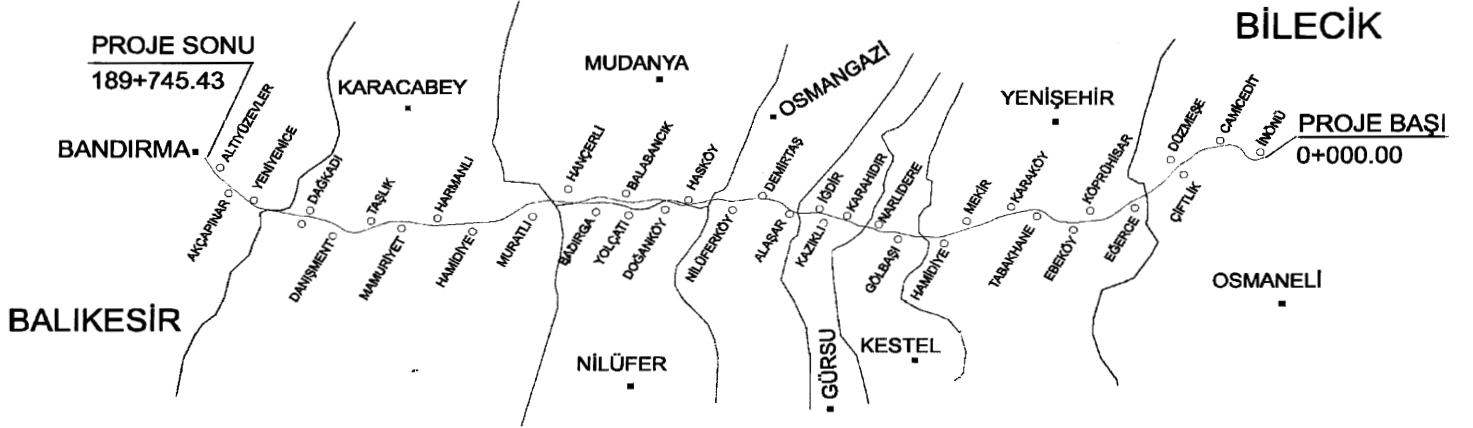 BİLECİK
PROJE SONU
189+745.43
BANDIRMA
ALTIYÜZEVLER
YENİYENİCE
AKÇAPINAR
BALIKESİR
KARACABEY
DAĞKADI
DANIŞMENT
TAŞLIK
MAMURİYET
HARMANLI
HAMİDİYE
MURATLI
MUDANYA
HANÇERLİ
BADIRGA
BALABANCIK
YOLÇATI
DOĞANKÖY
HASKÖY
NİLÜFER
OSMANGAZİ
NİLÜFERKÖY
DEMİRTAŞ
ALAŞAR
İĞDİR
KAZIKLI
GÜRSU
KARAHIDIR
NARLIDERE
GÖLBAŞI
KESTEL
HAMİDİYE
YENİŞEHİR
MEKİR
KARAKÖY
TABAKHANE
EBEKÖY
KÖPRÜHİSAR
EĞERCE
DÜZMEŞE
ÇİFTLİK
CAMİCEDİT
İNÖNÜ
OSMANELİ
PROJE BAŞI
0+000.00